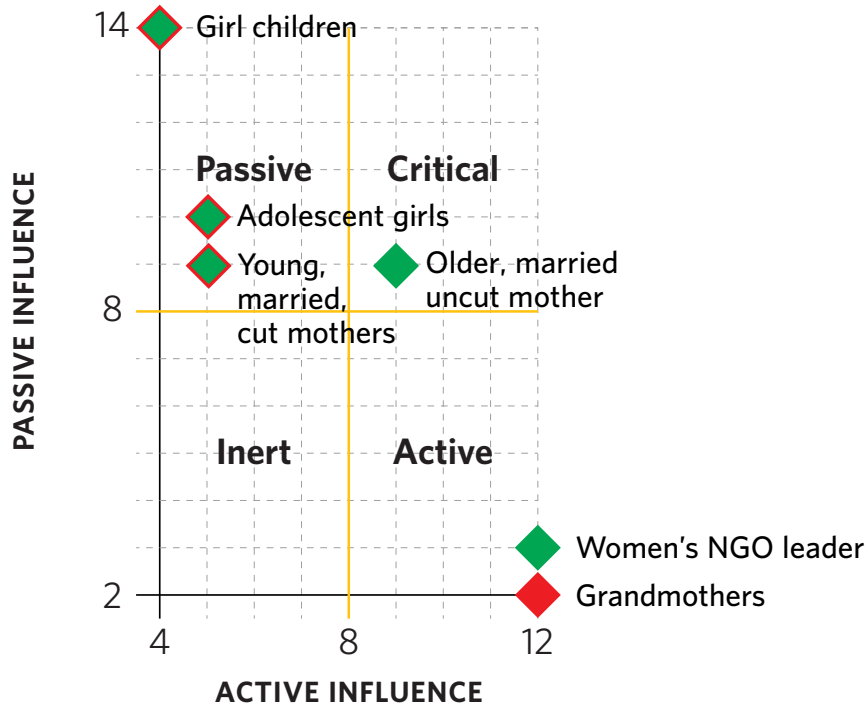 14
Girl children
Passive
Critical
Adolescent girls
Young,
married,
cut mothers
Older, married
uncut mother
PASSIVE INFLUENCE
8
Inert
Active
Women's NGO leader
2
Grandmothers
4
8
12
ACTIVE INFLUENCE